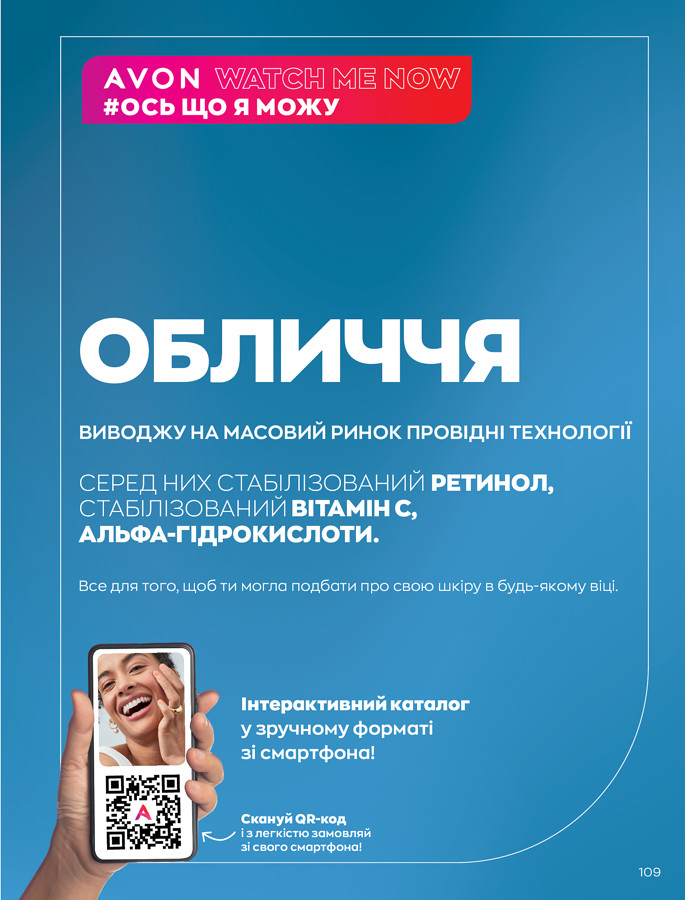 AVON WATCH ME NOW
#ОСЬ ЩО Я МОЖУ
ОБЛИЧЧЯ
ВИВОДЖУ НА МАСОВИЙ РИНОК ПРОВІДНІ ТЕХНОЛОГІЇ
СЕРЕД НИХ СТАБІЛІЗОВАНИЙ РЕТИНОЛ,
СТАБІЛІЗОВАНИЙ ВІТАМІН С,
АЛЬФА-ГІДРОКИСЛОТИ.
Все для того, щоб ти могла подбати про свою шкіру в будь-якому віці.
Інтерактивний каталог
у зручному форматі
зі смартфона!
Скануй QR-код
і з легкістю замовляй
зі свого смартфона!
A
109